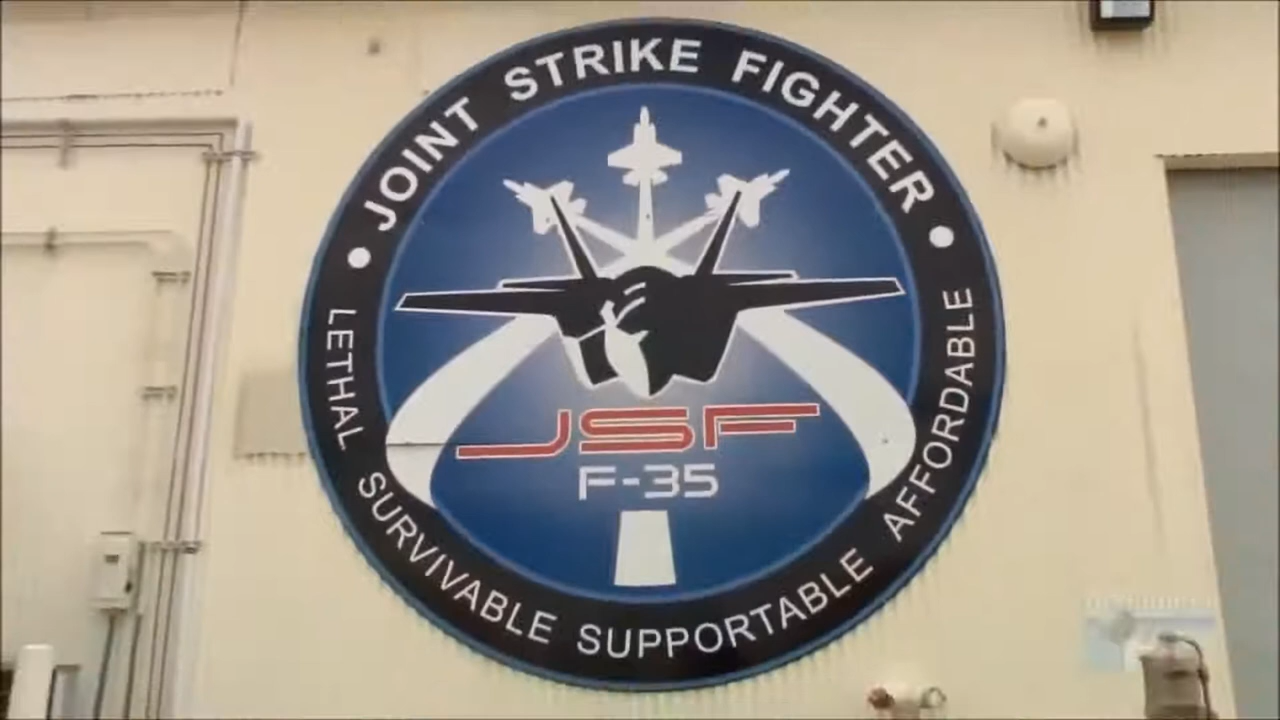 JOINT STRIKE FIGHTER
JSF
F-35
LETHAL SURVIVABLE SUPPORTABLE AFFORDABLE